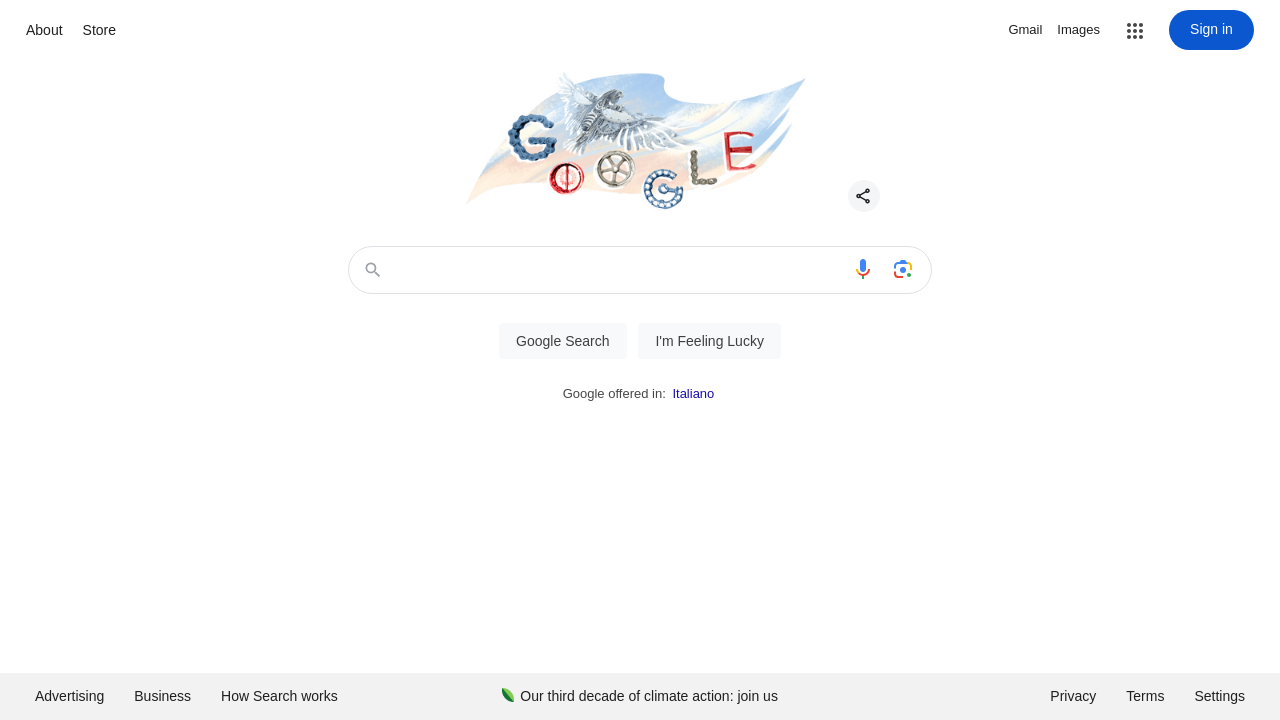 About Store Gmail Images Sign in
GOOGLE
Google Search I'm Feeling Lucky
Google offered in: Italiano
Advertising Business How Search works Our third decade of climate action: join us Privacy Terms Settings